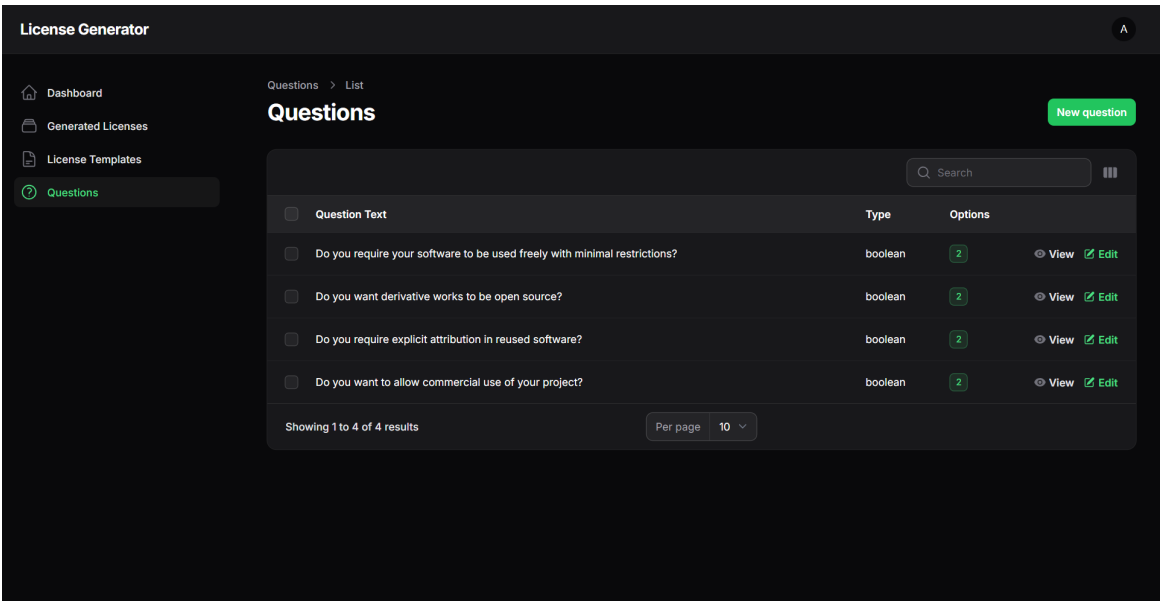 License Generator
A
Dashboard
Generated Licenses
License Templates
Questions
Questions > List
Questions
New question
Search
Question Text Type Options
Do you require your software to be used freely with minimal restrictions? boolean 2 View Edit
Do you want derivative works to be open source? boolean 2 View Edit
Do you require explicit attribution in reused software? boolean 2 View Edit
Do you want to allow commercial use of your project? boolean 2 View Edit
Showing 1 to 4 of 4 results Per page 10